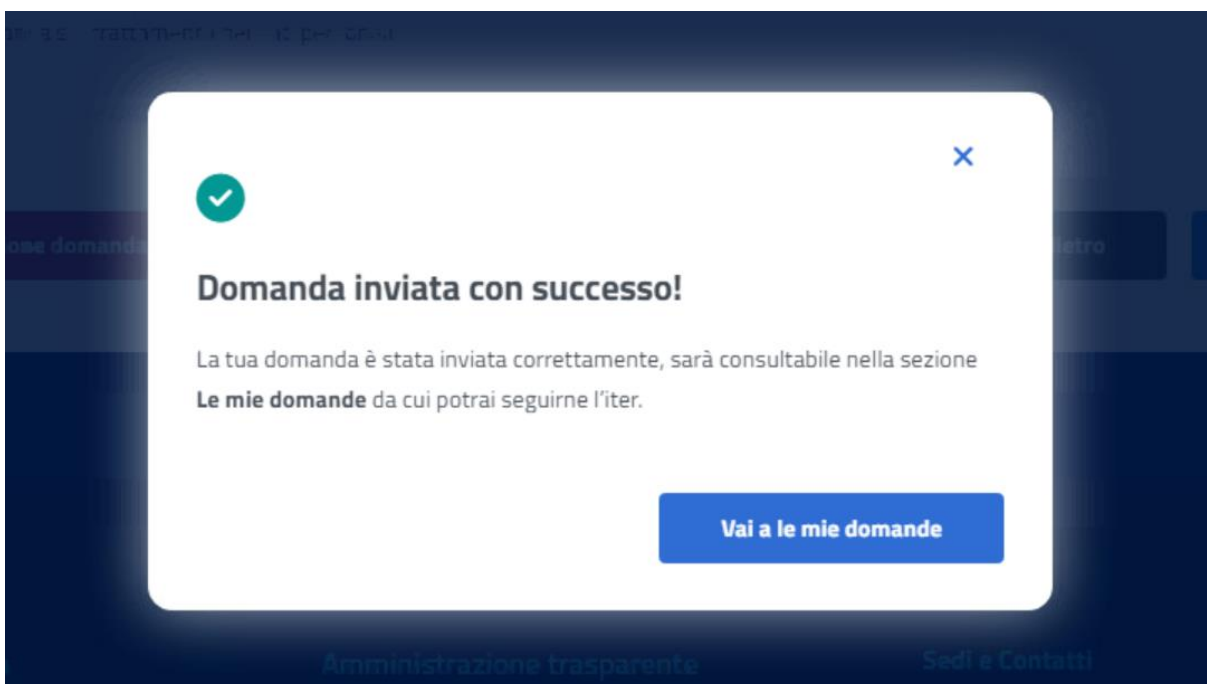 Domanda inviata con successo!
La tua domanda è stata inviata correttamente, sarà consultabile nella sezione
Le mie domande da cui potrai seguirne l'iter.
Vai a le mie domande
domanda
Amministrazione trasparente
Sedi e Contatti